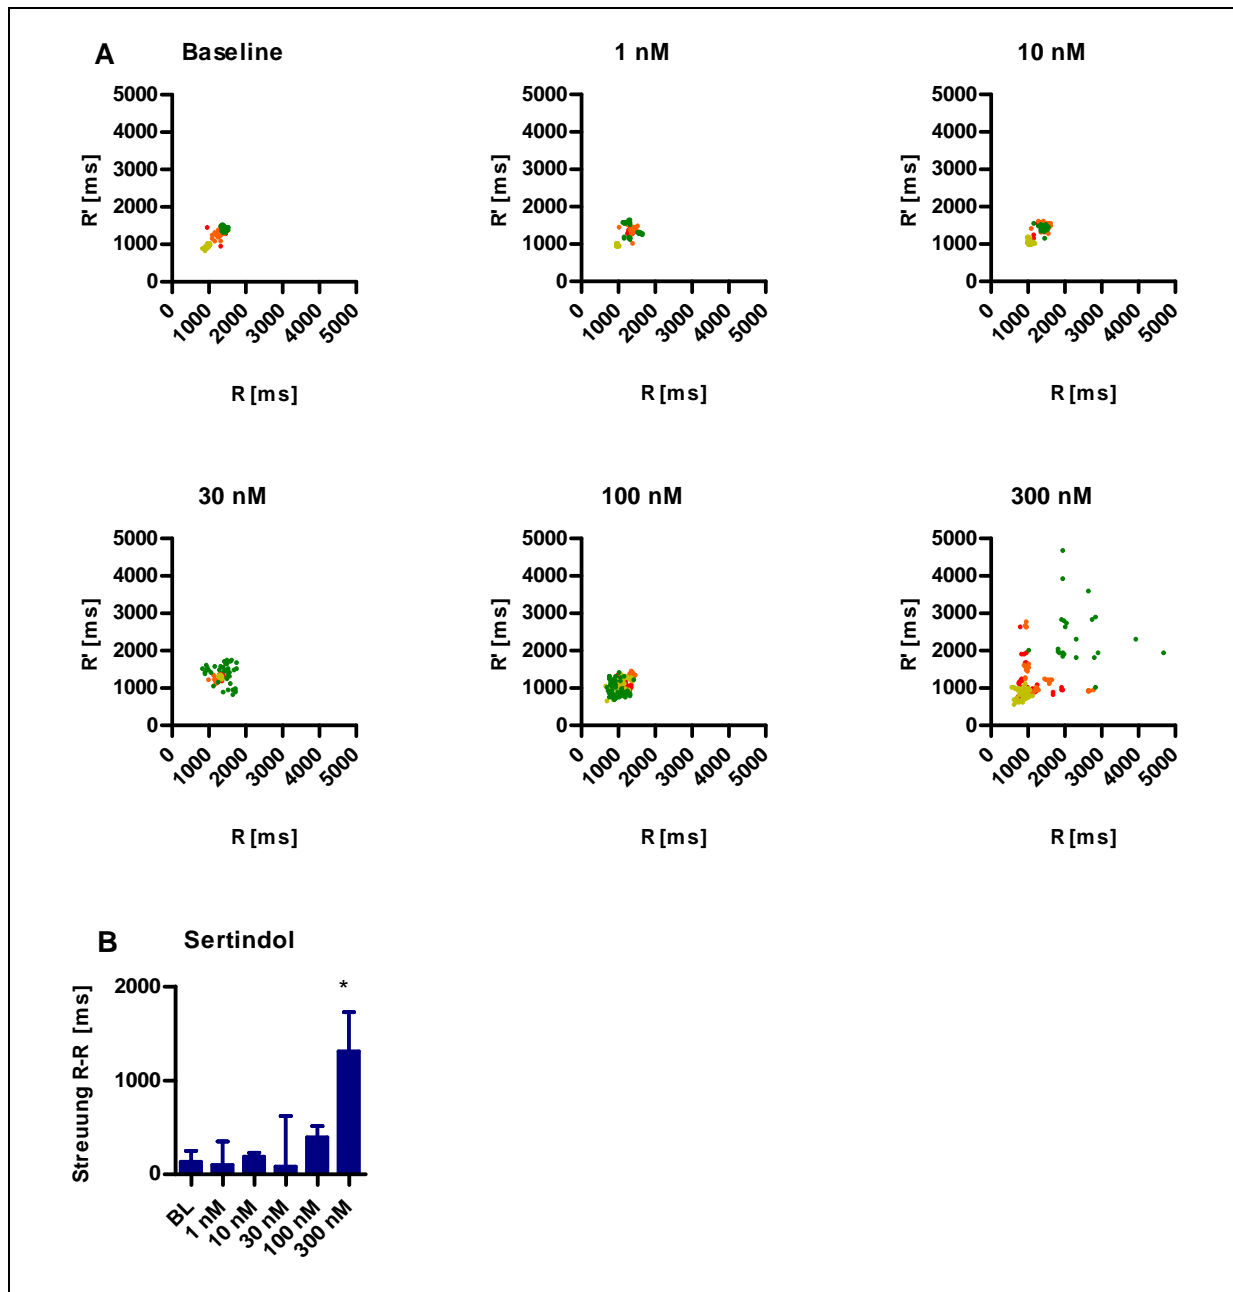 A Baseline 1 nM 10 nM
5000 5000 5000
4000 4000 4000
3000 3000 3000
2000 2000 2000
1000 1000 1000
0 0 0
R' [ms] R' [ms] R' [ms]
0 1000 2000 3000 4000 5000 0 1000 2000 3000 4000 5000 0 1000 2000 3000 4000 5000
R [ms] R [ms] R [ms]
30 nM 100 nM 300 nM
5000 5000 5000
4000 4000 4000
3000 3000 3000
2000 2000 2000
1000 1000 1000
0 0 0
R' [ms] R' [ms] R' [ms]
0 1000 2000 3000 4000 5000 0 1000 2000 3000 4000 5000 0 1000 2000 3000 4000 5000
R [ms] R [ms] R [ms]
B Sertindol
2000
*
1000
0
Streuung R-R [ms]
BL 1 nM 10 nM 30 nM 100 nM 300 nM